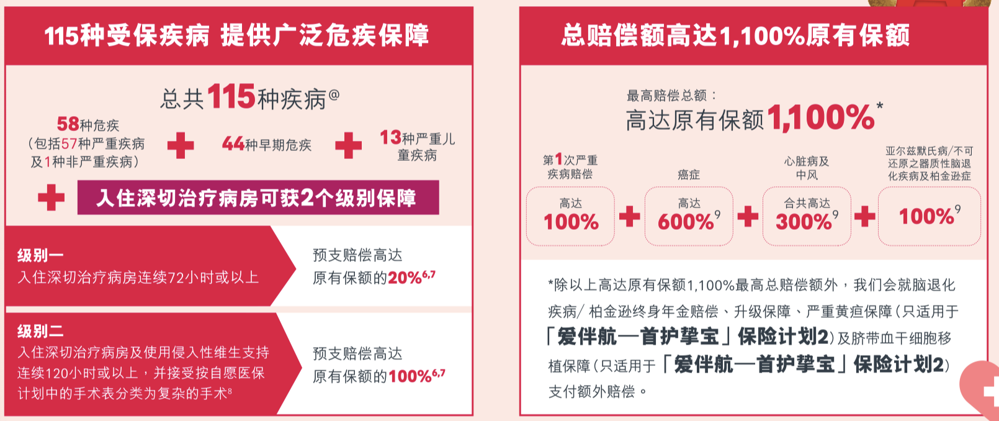 115种受保疾病 提供广泛危疾保障
总共115种疾病@
58种危疾
（包括57种严重疾病
及1种非严重疾病）
44种早期危疾
13种严重儿
童疾病
入住深切治疗病房可获2个级别保障
级别一
入住深切治疗病房连续72小时或以上
预支赔偿高达
原有保额的20%6,7
级别二
入住深切治疗病房及使用侵入性维生支持
连续120小时或以上，并接受按自愿医保
计划中的手术表分类为复杂的手术8
预支赔偿高达
原有保额的100%6,7
总赔偿额高达1,100%原有保额
最高赔偿总额：
高达原有保额1,100%*
第1次严重
疾病赔偿
高达
100%
癌症
高达
600%9
心脏病及
中风
合共高达
300%9
亚尔兹默氏病/不可
还原之器质性脑退
化疾病及柏金逊症
100%9
*除以上高达原有保额1,100%最高总赔偿额外，我们会就脑退化
疾病/ 柏金逊终身年金赔偿、升级保障、严重黄疸保障（只适用于
「爱伴航—首护挚宝」保险计划2）及脐带血干细胞移
植保障（只适用于「爱伴航—首护挚宝」保险计划2）
支付额外赔偿。